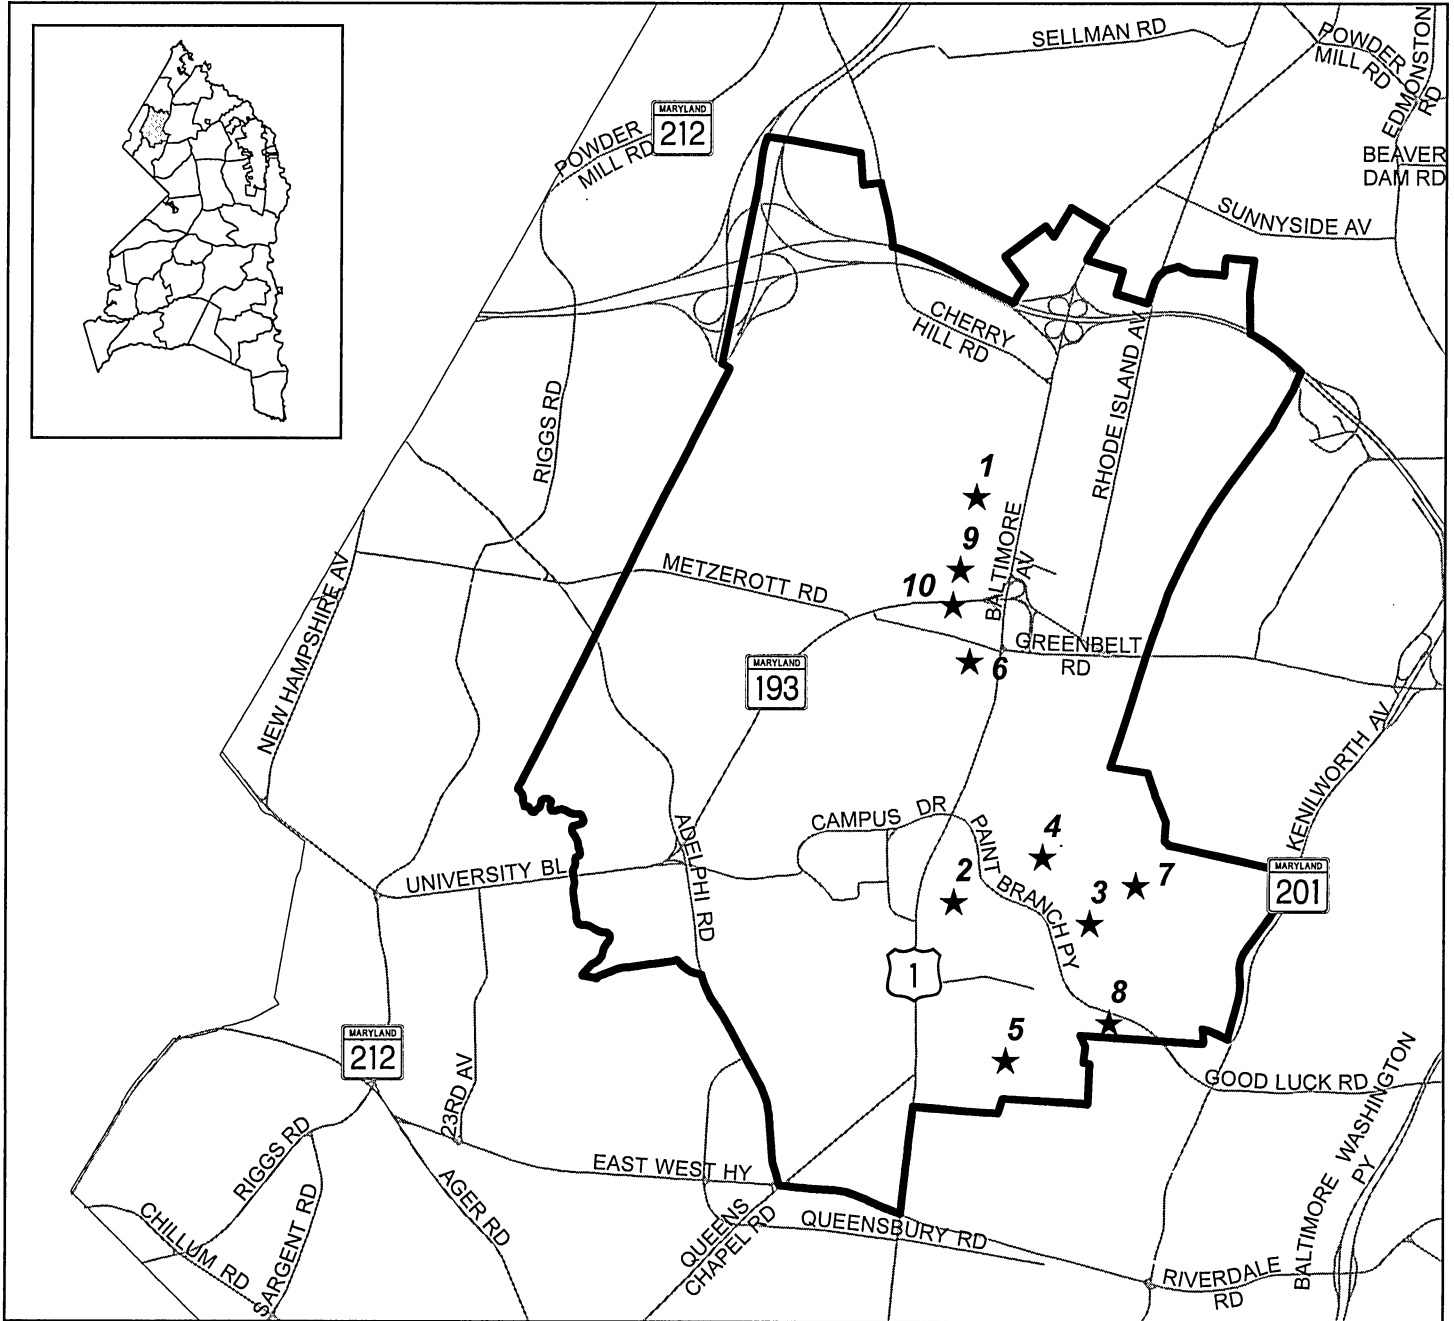 SELLMAN RD
POWDER
MILL RD
EDMONSTON
RD
MARYLAND
212
POWDER
MILL RD
BEAVER
DAM RD
SUNNYSIDE AV
CHERRY
HILL RD
RHODE ISLAND AV
RIGGS RD
1
9
BALTIMORE
AV
10
METZEROTT RD
NEW HAMPSHIRE AV
GREENBELT
RD
6
MARYLAND
193
KENILWORTH AV
CAMPUS DR
PAINT BRANCH PY
4
ADELPHI RD
2
7
3
MARYLAND
201
UNIVERSITY BL
1
8
5
MARYLAND
212
23RD AV
GOOD LUCK RD
BALTIMORE WASHINGTON
PY
RIGGS RD
EAST WEST HY
SARGENT RD
AGER RD
CHILLUM RD
QUEENS
CHAPEL RD
QUEENSBURY RD
RIVERDALE
RD